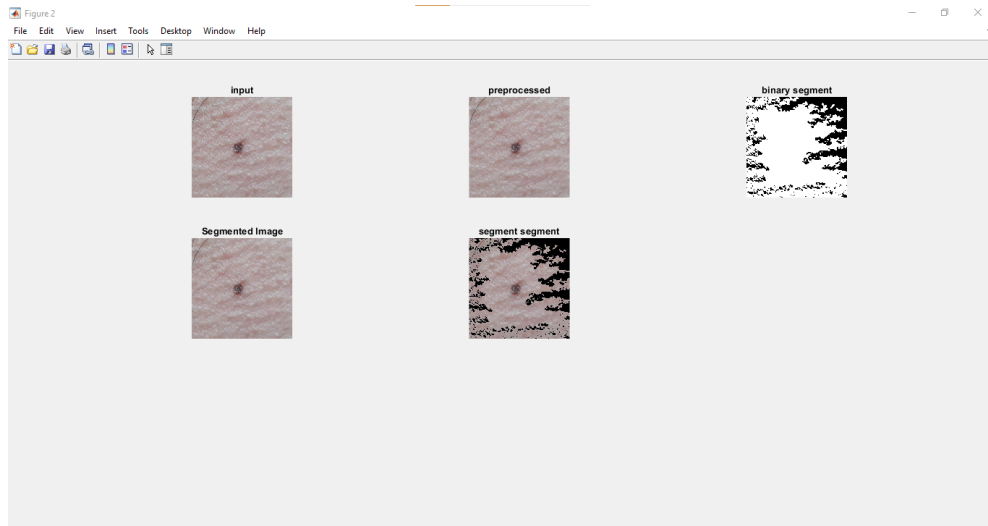 Figure 2
File Edit View Insert Tools Desktop Window Help
input preprocessed binary segment
Segmented Image segment segment